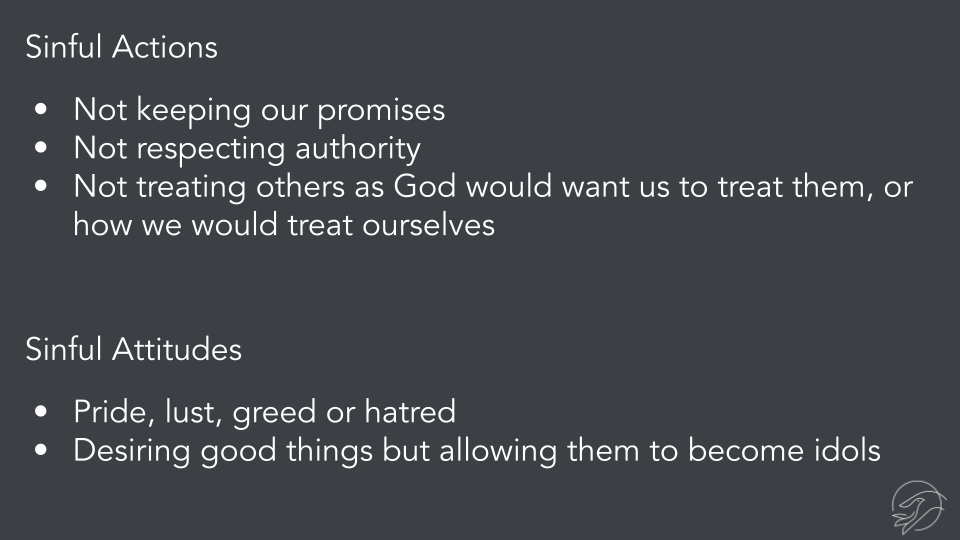 Sinful Actions
● Not keeping our promises
● Not respecting authority
● Not treating others as God would want us to treat them, or
how we would treat ourselves
Sinful Attitudes
● Pride, lust, greed or hatred
● Desiring good things but allowing them to become idols